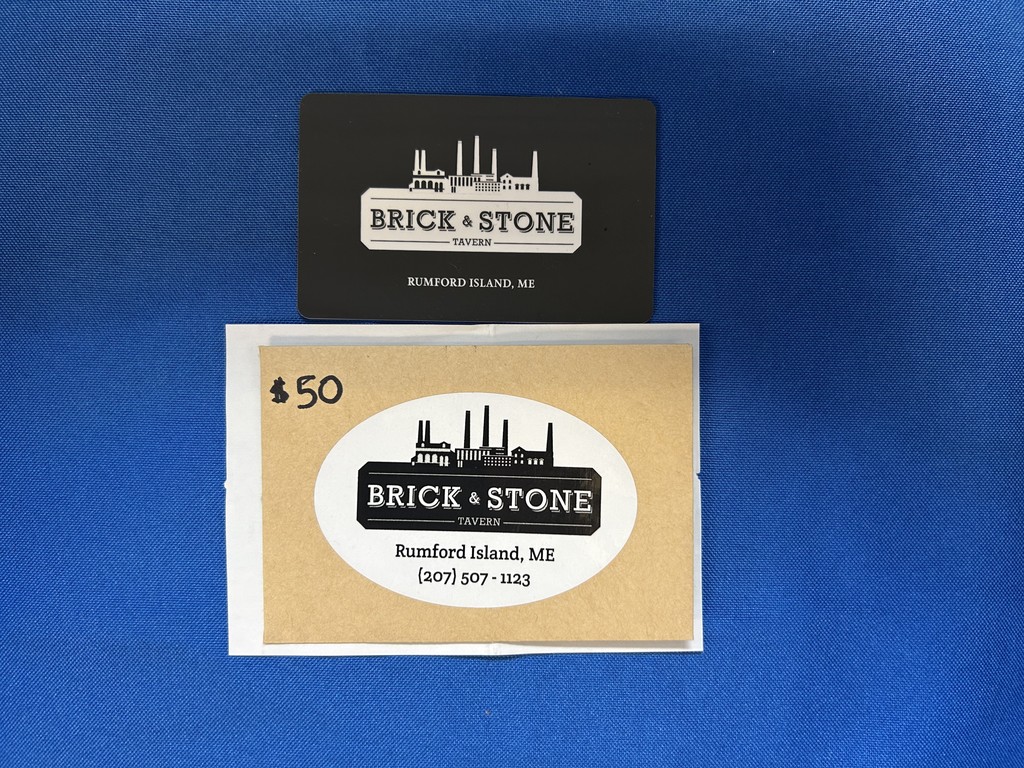 BRICK & STONE
TAVERN
RUMFORD ISLAND, ME
$50
BRICK & STONE
TAVERN
Rumford Island, ME
(207) 507 - 1123